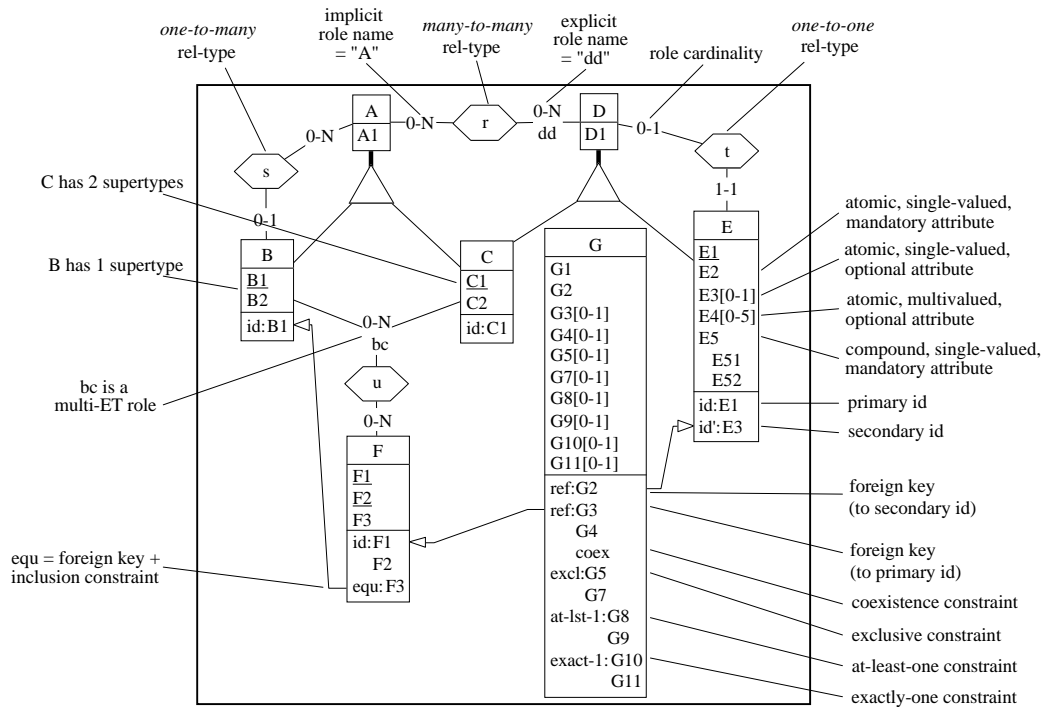 one-to-many
rel-type
implicit
role name
= "A"
many-to-many
rel-type
explicit
role name
= "dd"
role cardinality
one-to-one
rel-type
A
A1
0-N
0-N
r
0-N
dd
D
D1
0-1
t
1-1
s
0-1
C has 2 supertypes
B has 1 supertype
B
B1
B2
id:B1
C
C1
C2
id:C1
0-N
bc
u
0-N
bc is a
multi-ET role
F
F1
F2
F3
id:F1
F2
equ:F3
equ = foreign key +
inclusion constraint
G
G1
G2
G3[0-1]
G4[0-1]
G5[0-1]
G7[0-1]
G8[0-1]
G9[0-1]
G10[0-1]
G11[0-1]
ref:G2
ref:G3
G4
coex
excl:G5
G7
at-lst-1:G8
G9
exact-1:G10
G11
E
E1
E2
E3[0-1]
E4[0-5]
E5
E51
E52
id:E1
id':E3
atomic, single-valued,
mandatory attribute
atomic, single-valued,
optional attribute
atomic, multivalued,
optional attribute
compound, single-valued,
mandatory attribute
primary id
secondary id
foreign key
(to secondary id)
foreign key
(to primary id)
coexistence constraint
exclusive constraint
at-least-one constraint
exactly-one constraint